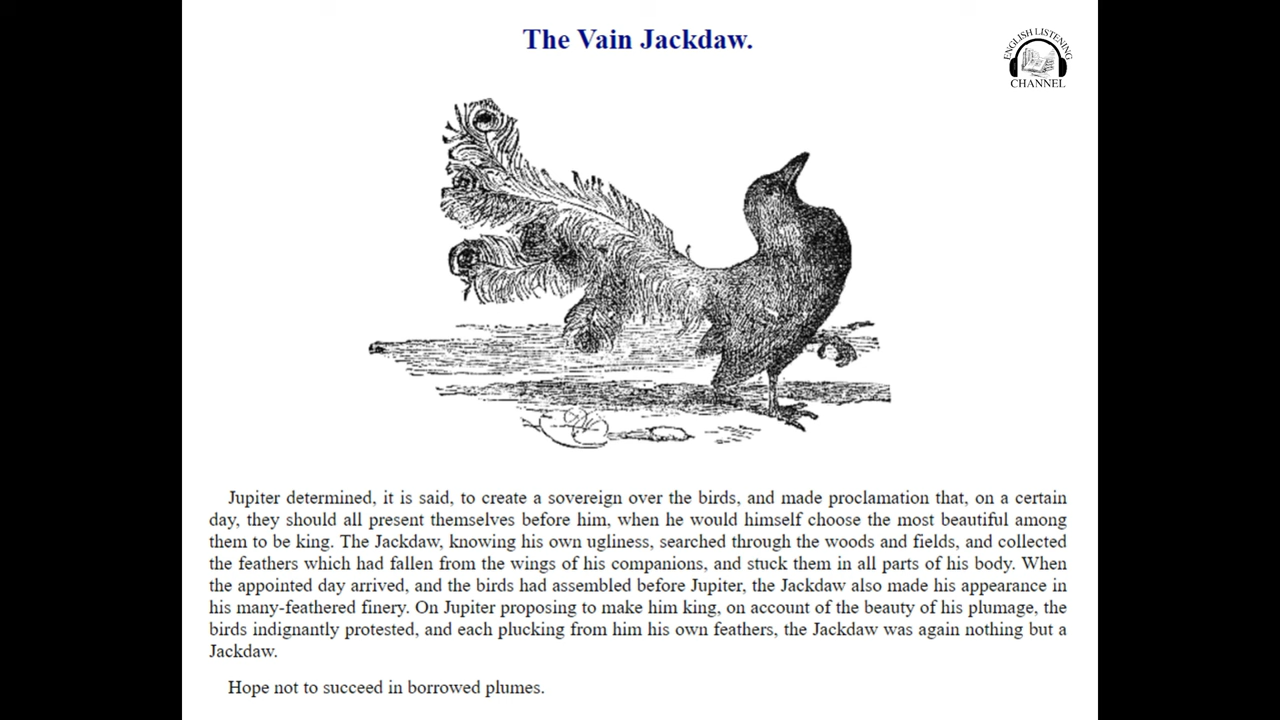 The Vain Jackdaw.
ENGLISH LISTENING
CHANNEL
Jupiter determined, it is said, to create a sovereign over the birds, and made proclamation that, on a certain
day, they should all present themselves before him, when he would himself choose the most beautiful among
them to be king. The Jackdaw, knowing his own ugliness, searched through the woods and fields, and collected
the feathers which had fallen from the wings of his companions, and stuck them in all parts of his body. When
the appointed day arrived, and the birds had assembled before Jupiter, the Jackdaw also made his appearance in
his many-feathered finery. On Jupiter proposing to make him king, on account of the beauty of his plumage, the
birds indignantly protested, and each plucking from him his own feathers, the Jackdaw was again nothing but a
Jackdaw.
Hope not to succeed in borrowed plumes.